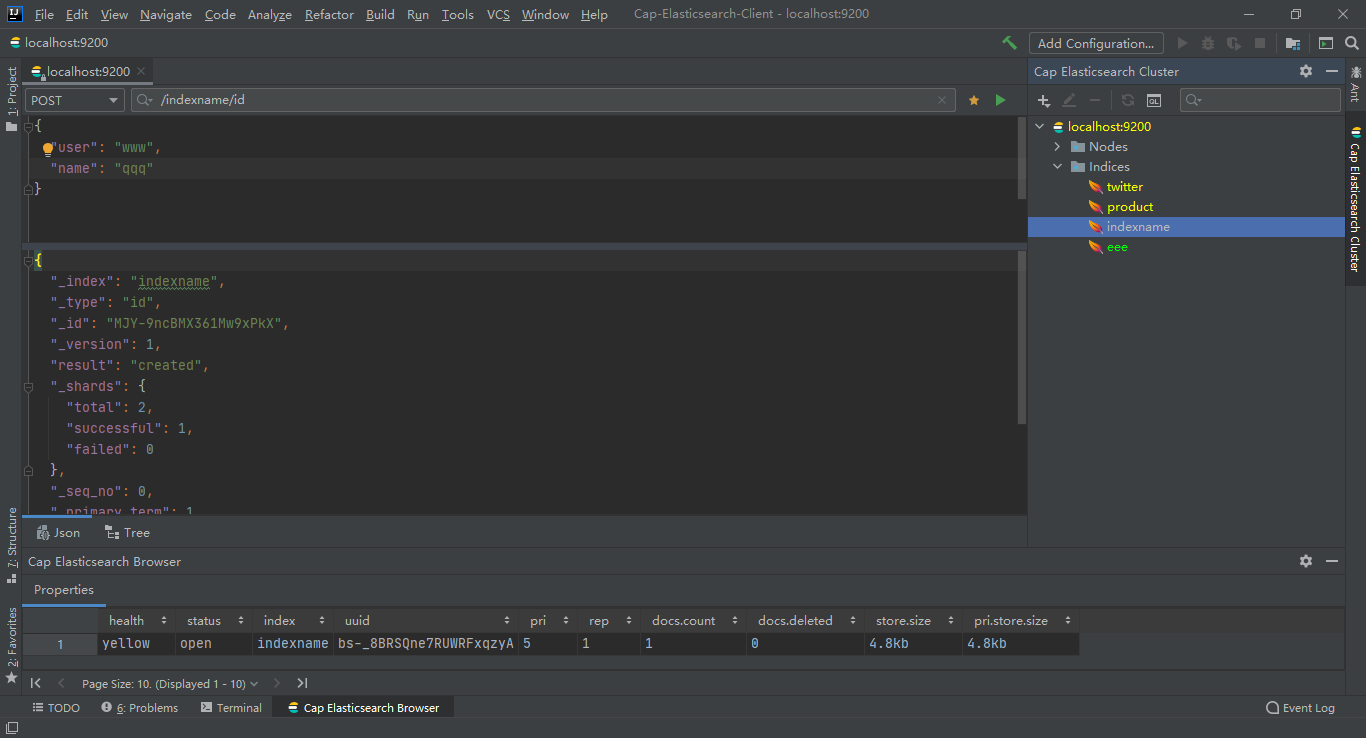 File Edit View Navigate Code Analyze Refactor Build Run Tools VCS Window Help Cap-Elasticsearch-Client - localhost:9200
localhost:9200
Add Configuration...
1: Project
localhost:9200
Cap Elasticsearch Cluster
Ant
POST
/indexname/id
QL
{
"user": "www",
"name": "qqq"
}
localhost:9200
Nodes
Indices
twitter
product
indexname
eee
Cap Elasticsearch Cluster
{
"_index": "indexname",
"_type": "id",
"_id": "MJY-9ncBMX361Mw9xPkX",
"_version": 1,
"result": "created",
"_shards": {
"total": 2,
"successful": 1,
"failed": 0
},
"_seq_no": 0,
"_primary_term": 1
Json Tree
Z: Structure
Cap Elasticsearch Browser
Properties
2: Favorites
health status index uuid pri rep docs.count docs.deleted store.size pri.store.size
1 yellow open indexname bs-_8BRSQne7RUWRFxqzyA 5 1 1 0 4.8kb 4.8kb
Page Size: 10. (Displayed 1 - 10)
TODO 6: Problems Terminal Cap Elasticsearch Browser Event Log